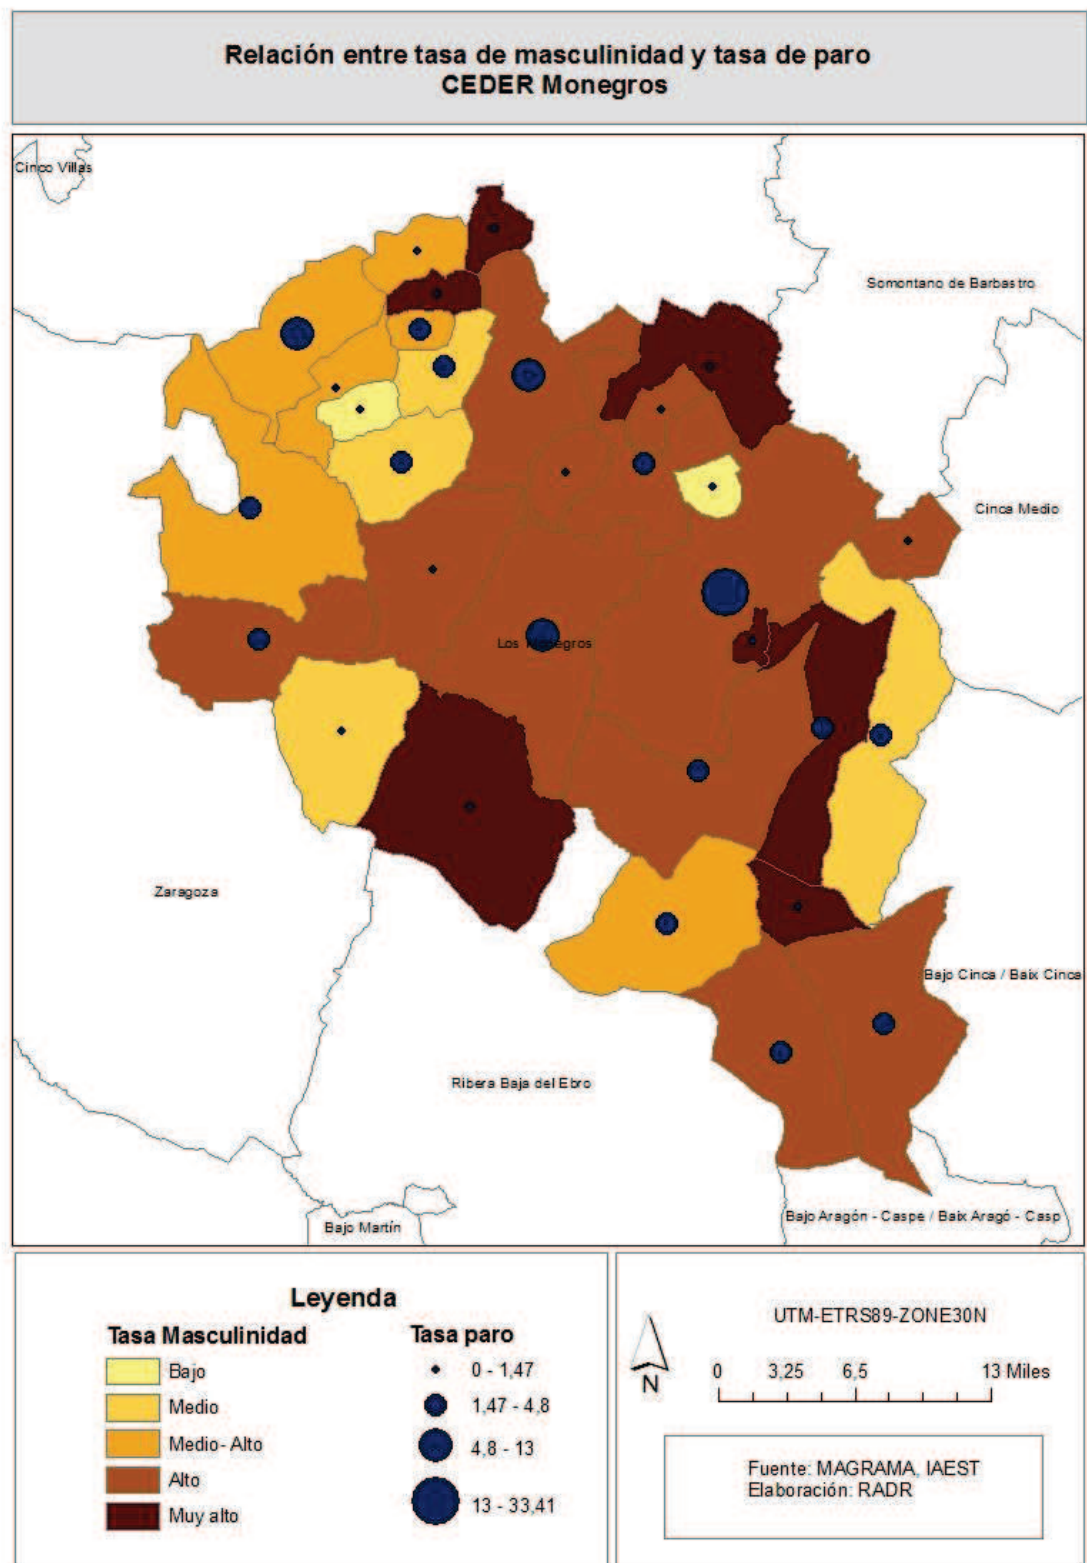 Relación entre tasa de masculinidad y tasa de paro
CEDER Monegros
Cinco Villas
Somontano de Barbastro
Cinca Medio
Los Monegros
Zaragoza
Bajo Cinca / Baix Cinca
Ribera Baja del Ebro
Bajo Aragón - Caspe / Baix Aragó - Casp
Bajo Martín
Leyenda
Tasa Masculinidad
Bajo
Medio
Medio- Alto
Alto
Muy alto
Tasa paro
0 - 1,47
1,47 - 4,8
4,8 - 13
13 - 33,41
UTM-ETRS89-ZONE30N
N
0 3,25 6,5 13 Miles
Fuente: MAGRAMA, IAEST
Elaboración: RADR